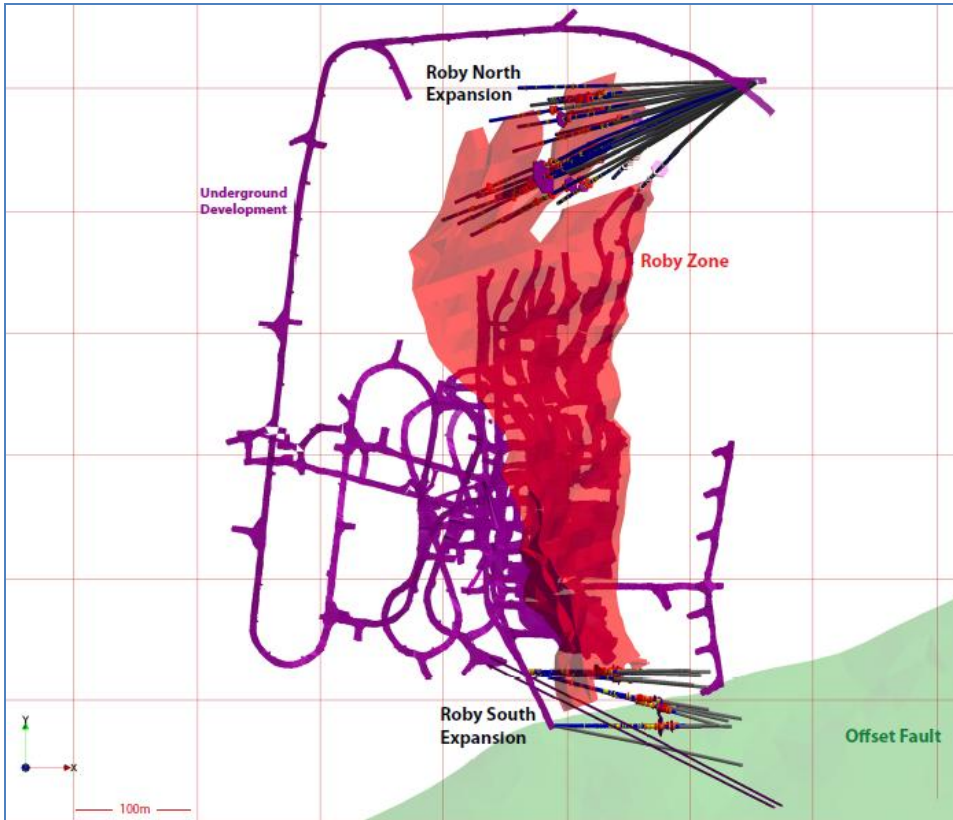 Roby North
Expansion
Underground
Development
Roby Zone
Roby South
Expansion
Offset Fault
Y
X
100m